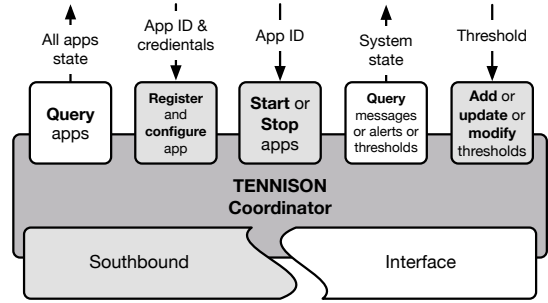 All apps
state
App ID &
credientals
App ID
System
state
Threshold
Query
apps
Register
and
configure
app
Start or
Stop
apps
Query
messages
or alerts or
thresholds
Add or
update or
modify
thresholds
TENNISON
Coordinator
Southbound
Interface